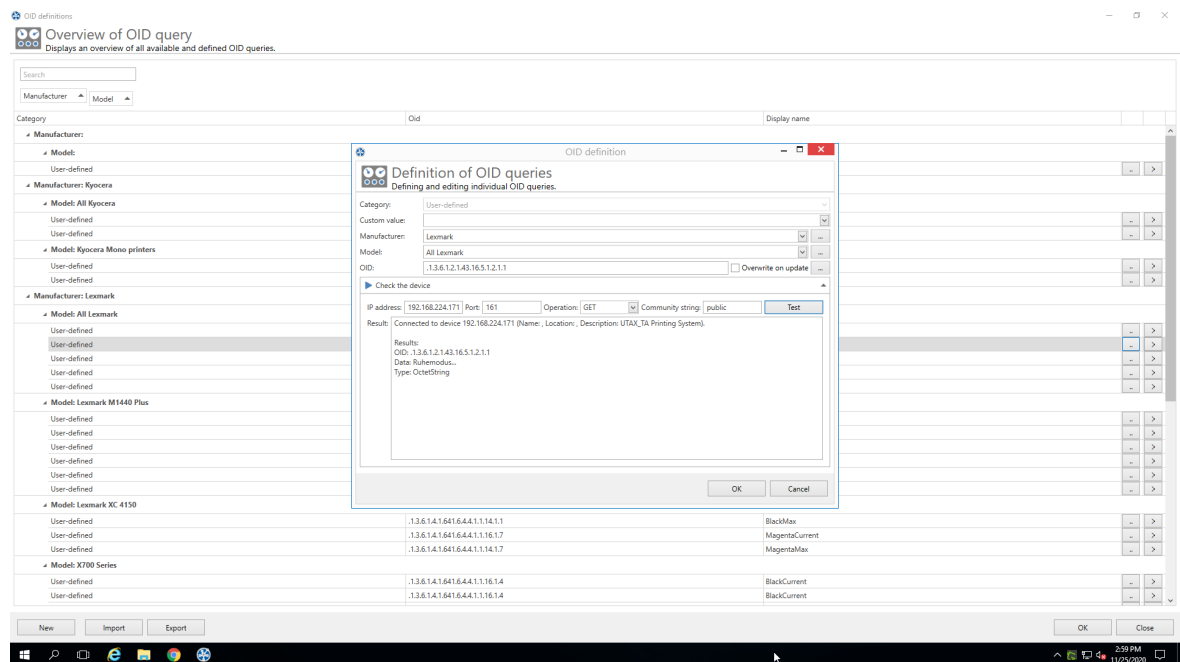 OID definitions
Overview of OID query
Displays an overview of all available and defined OID queries.
Search
Manufacturer Model
Category Oid Display name
Manufacturer:
Model:
User-defined
Manufacturer: Kyocera
Model: All Kyocera
User-defined
User-defined
Model: Kyocera Mono printers
User-defined
User-defined
Manufacturer: Lexmark
Model: All Lexmark
User-defined
User-defined
User-defined
User-defined
User-defined
Model: Lexmark M1440 Plus
User-defined
User-defined
User-defined
User-defined
User-defined
User-defined
Model: Lexmark XC 4150
User-defined .1.3.6.1.4.1.641.6.4.4.1.1.14.1.1 BlackMax
User-defined .1.3.6.1.4.1.641.6.4.4.1.1.16.1.7 MagentaCurrent
User-defined .1.3.6.1.4.1.641.6.4.4.1.1.14.1.7 MagentaMax
Model: X700 Series
User-defined .1.3.6.1.4.1.641.6.4.4.1.1.16.1.4 BlackCurrent
User-defined .1.3.6.1.4.1.641.6.4.4.1.1.16.1.4 BlackCurrent
OID definition
Definition of OID queries
Defining and editing individual OID queries.
Category: User-defined
Custom value:
Manufacturer: Lexmark ...
Model: All Lexmark ...
OID: .1.3.6.1.2.1.43.16.5.1.2.1.1 Overwrite on update ...
Check the device
IP address: 192.168.224.171 Port: 161 Operation: GET Community string: public Test
Result: Connected to device 192.168.224.171 (Name: , Location: , Description: UTAX_TA Printing System).
Results:
OID: .1.3.6.1.2.1.43.16.5.1.2.1.1
Data: Ruhemodus...
Type: OctetString
OK Cancel
New Import Export OK Close
2:59 PM
11/25/2020